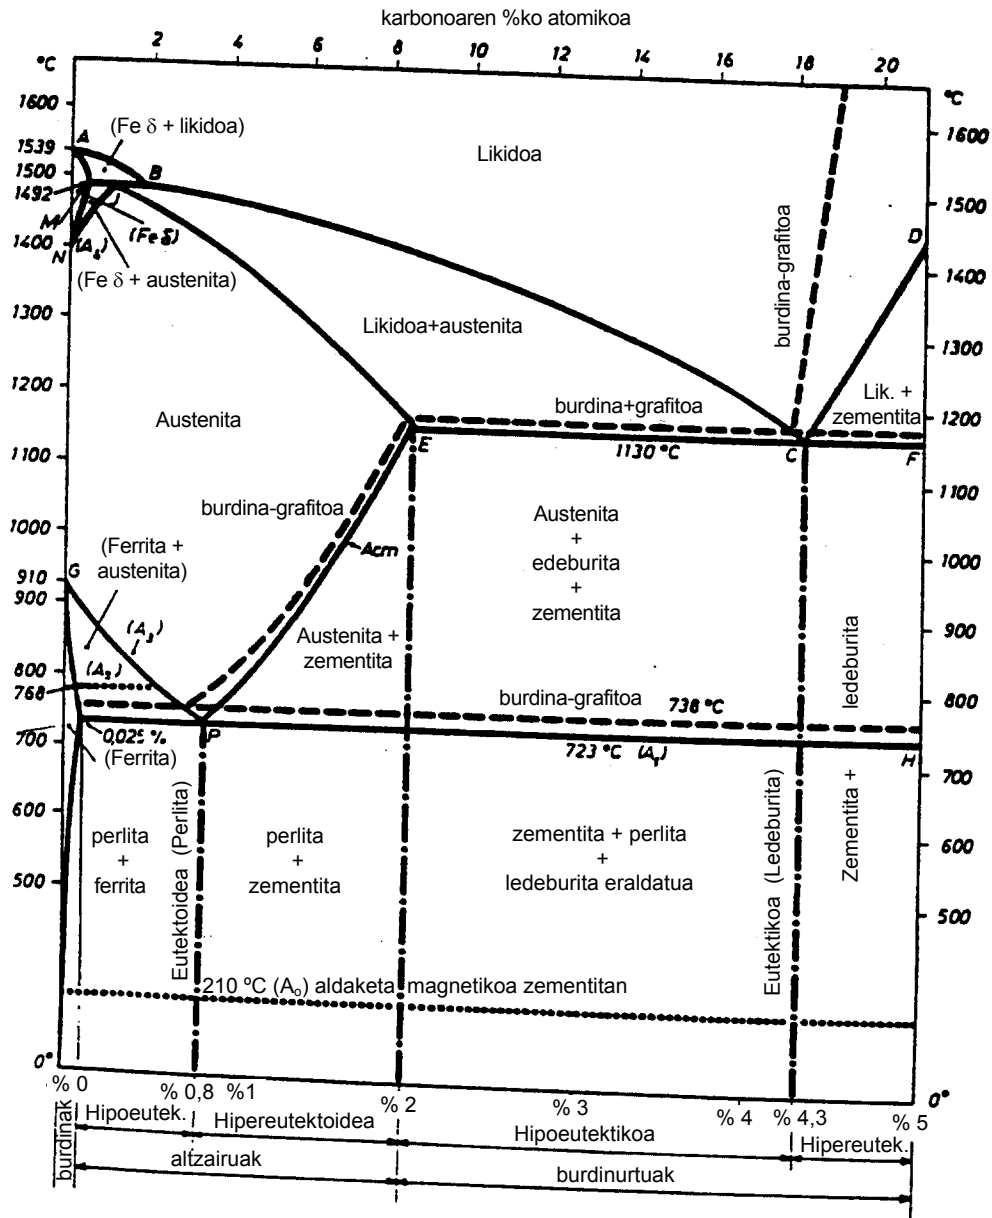 karbonoaren %ko atomikoa
2 4 6 8 10 12 14 16 18 20
°C
°C
1600
1600
(Fe δ + likidoa)
A
1539
Likidoa
B
1500
1492
1500
M
(Fe δ)
D
1400
N
(A₄)
(Fe δ + austenita)
burdina-grafitoa
1400
1300
Likidoa+austenita
1300
1200
Lik. +
zementita
Austenita
burdina+grafitoa
1200
E
1130 °C
C
F
1100
1100
burdina-grafitoa
Austenita
+
edeburita
+
zementita
1000
Acm
(Ferrita +
austenita)
1000
910
G
900
(A₃)
Austenita +
zementita
900
800
(A₂)
768
burdina-grafitoa
738 °C
800
0,025 %
P
723 °C (A₁)
H
700
(Ferrita)
700
Zementita + ledeburita
600
perlita
+
ferrita
Eutektoidea (Perlita)
perlita
+
zementita
zementita + perlita
+
ledeburita eraldatua
Eutektikoa (Ledeburita)
600
500
500
210 ºC (A₀) aldaketa magnetikoa zementitan
0°
0°
% 0 % 0,8 %1 % 2 % 3 % 4 % 4,3 % 5
burdinak
Hipoeutek. Hipereutektoidea Hipoeutektikoa Hipereutek.
altzairuak burdinurtuak